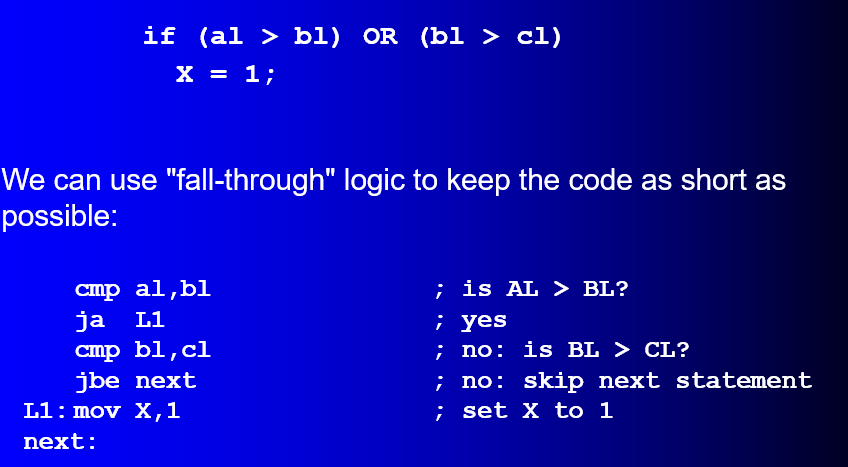 if (al > bl) OR (bl > cl)
X = 1;
We can use "fall-through" logic to keep the code as short as
possible:
cmp al,bl ; is AL > BL?
ja L1 ; yes
cmp bl,cl ; no: is BL > CL?
jbe next ; no: skip next statement
L1: mov X,1 ; set X to 1
next: